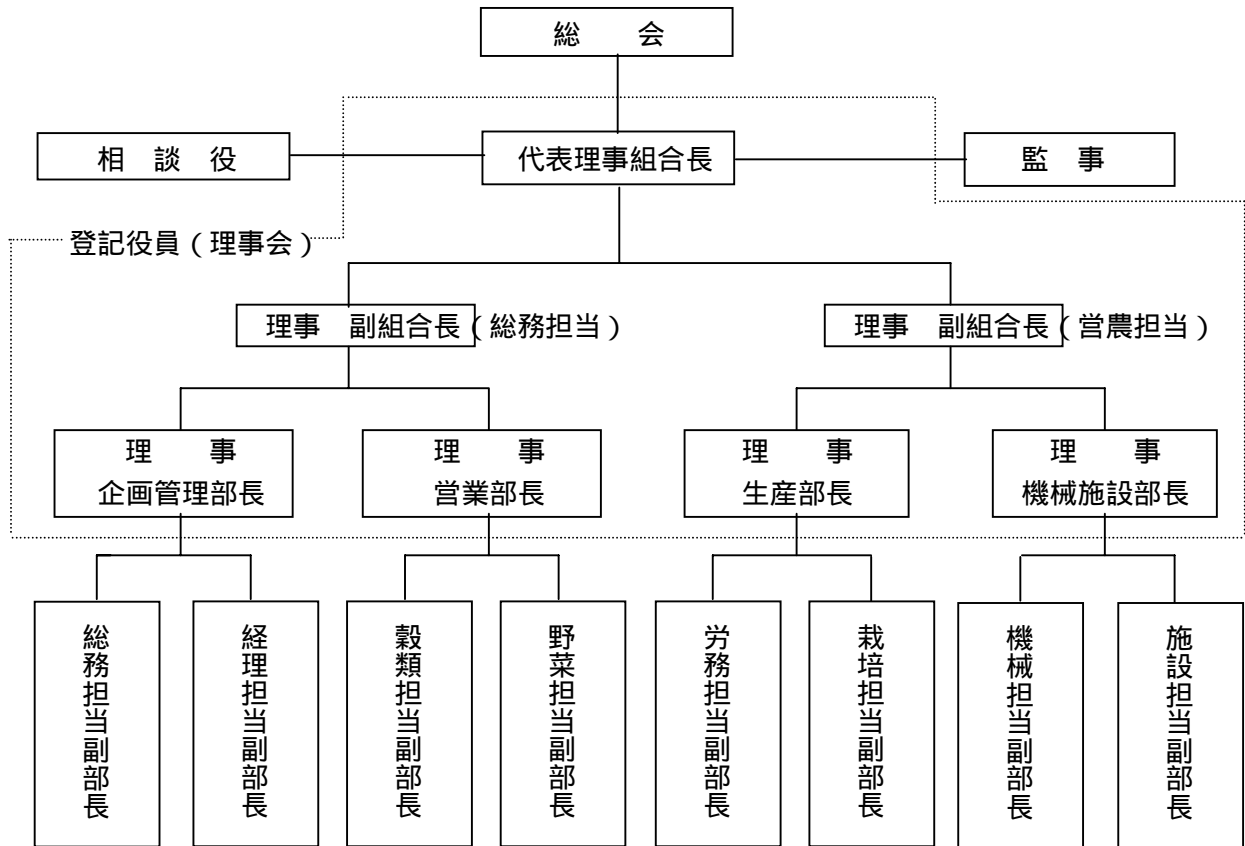 総　会
相　談　役
代表理事組合長
監　事
登記役員（理事会）
理事　副組合長（総務担当）
理事　副組合長（営農担当）
理　事
企画管理部長
理　事
営業部長
理　事
生産部長
理　事
機械施設部長
総務担当副部長
経理担当副部長
穀類担当副部長
野菜担当副部長
労務担当副部長
栽培担当副部長
機械担当副部長
施設担当副部長